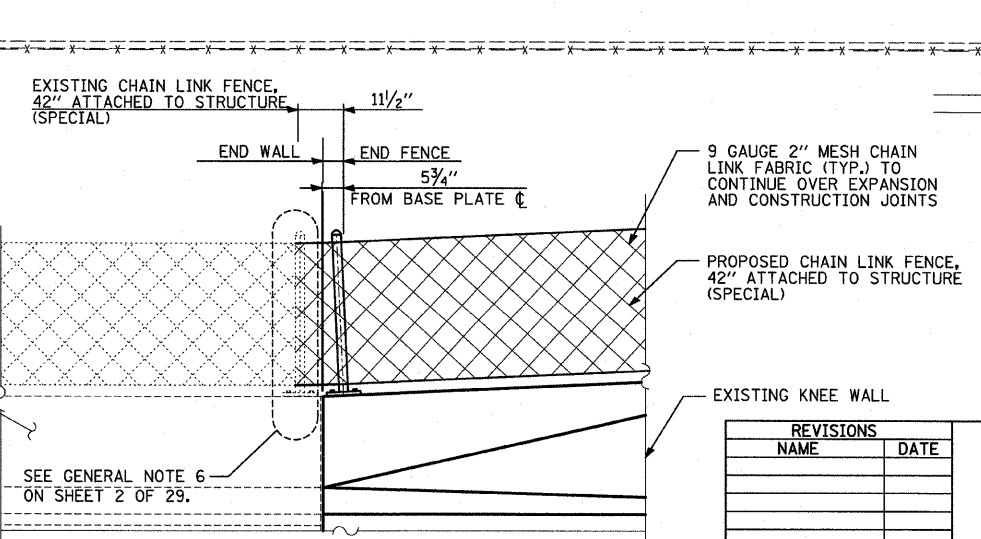 EXISTING CHAIN LINK FENCE,
42" ATTACHED TO STRUCTURE
(SPECIAL)
11½"
END WALL
END FENCE
5¾"
FROM BASE PLATE ℄
9 GAUGE 2" MESH CHAIN
LINK FABRIC (TYP.) TO
CONTINUE OVER EXPANSION
AND CONSTRUCTION JOINTS
PROPOSED CHAIN LINK FENCE,
42" ATTACHED TO STRUCTURE
(SPECIAL)
EXISTING KNEE WALL
SEE GENERAL NOTE 6
ON SHEET 2 OF 29.
REVISIONS
NAME DATE